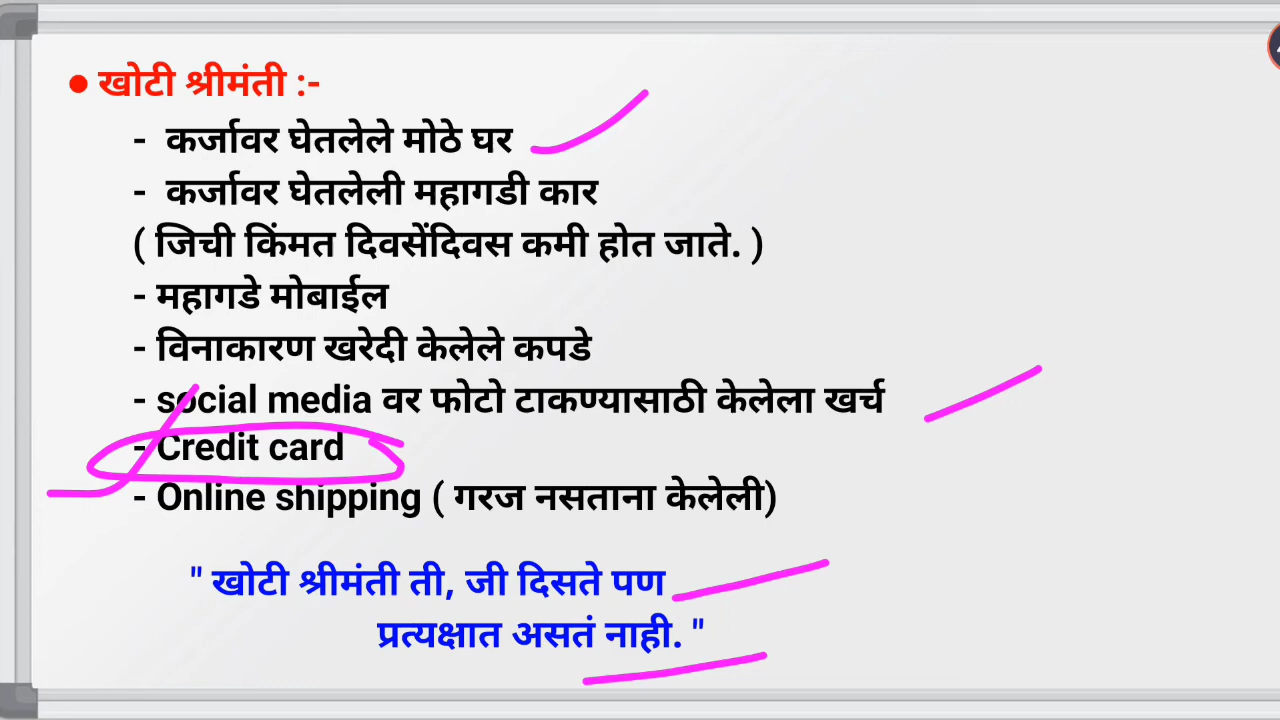 ● खोटी श्रीमंती :-
- कर्जावर घेतलेले मोठे घर
- कर्जावर घेतलेली महागडी कार
( जिची किंमत दिवसेंदिवस कमी होत जाते. )
- महागडे मोबाईल
- विनाकारण खरेदी केलेले कपडे
- social media वर फोटो टाकण्यासाठी केलेला खर्च
- Credit card
- Online shipping ( गरज नसताना केलेली)
" खोटी श्रीमंती ती, जी दिसते पण
प्रत्यक्षात असतं नाही. "